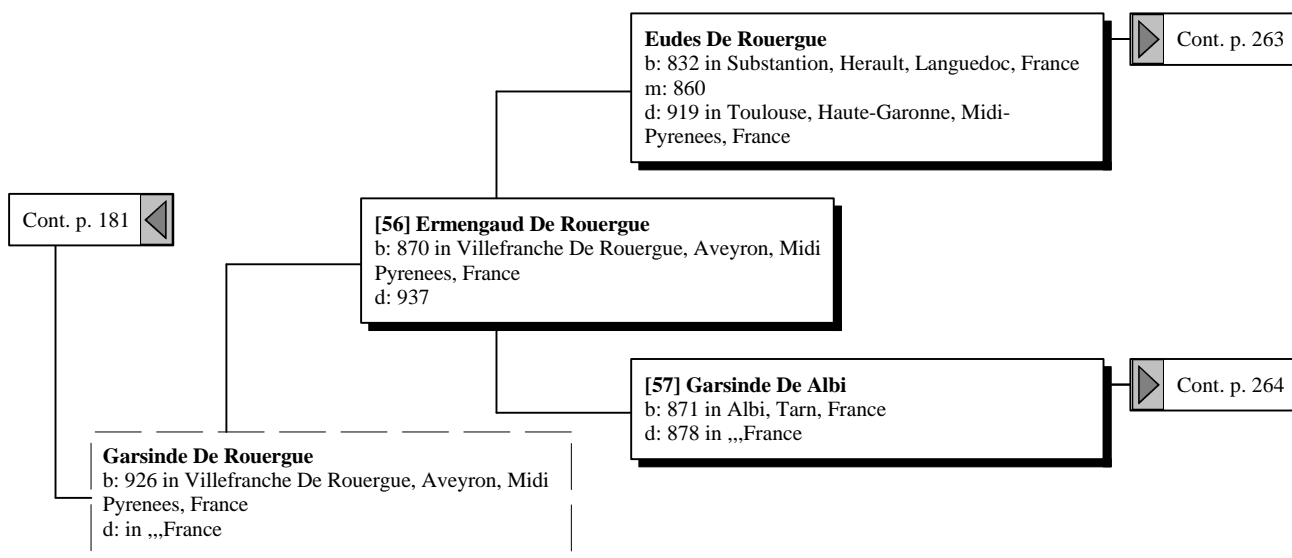 Eudes De Rouergue
b: 832 in Substantion, Herault, Languedoc, France
m: 860
d: 919 in Toulouse, Haute-Garonne, Midi-
Pyrenees, France
Cont. p. 263
Cont. p. 181
[56] Ermengaud De Rouergue
b: 870 in Villefranche De Rouergue, Aveyron, Midi
Pyrenees, France
d: 937
[57] Garsinde De Albi
b: 871 in Albi, Tarn, France
d: 878 in ,,,France
Cont. p. 264
Garsinde De Rouergue
b: 926 in Villefranche De Rouergue, Aveyron, Midi
Pyrenees, France
d: in ,,,France